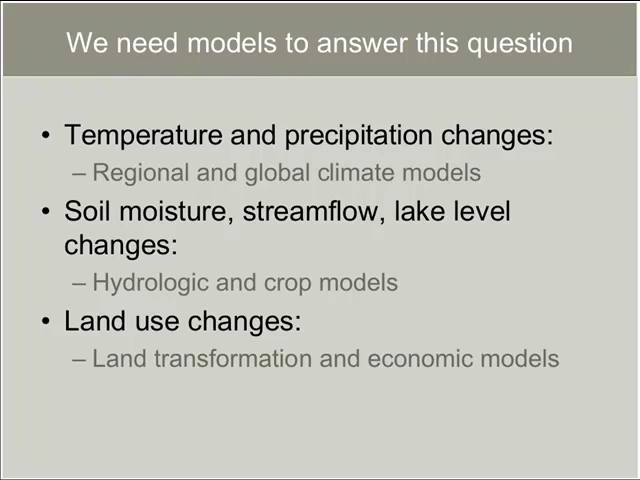 We need models to answer this question
• Temperature and precipitation changes:
– Regional and global climate models
• Soil moisture, streamflow, lake level
changes:
– Hydrologic and crop models
• Land use changes:
– Land transformation and economic models